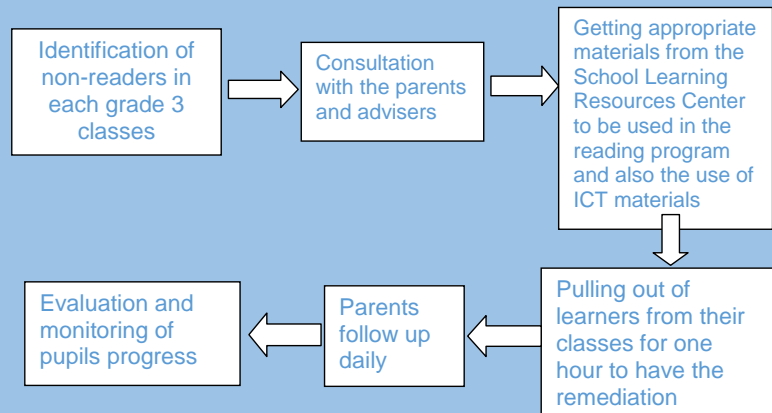 Identification of
non-readers in
each grade 3
classes
Consultation
with the parents
and advisers
Getting appropriate
materials from the
School Learning
Resources Center
to be used in the
reading program
and also the use of
ICT materials
Pulling out of
learners from their
classes for one
hour to have the
remediation
Parents
follow up
daily
Evaluation and
monitoring of
pupils progress